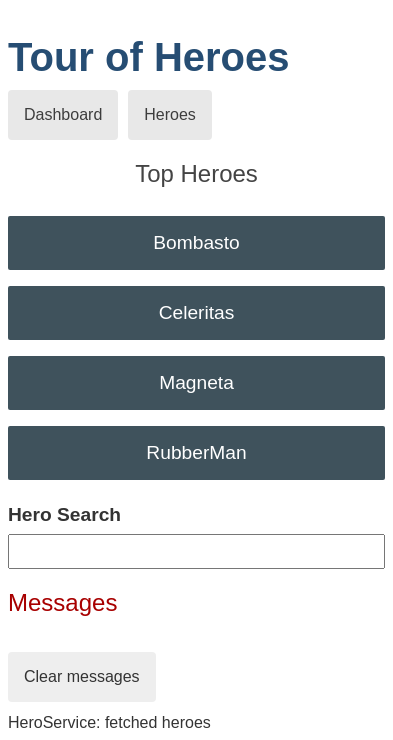 Tour of Heroes
Dashboard Heroes
Top Heroes
Bombasto
Celeritas
Magneta
RubberMan
Hero Search
Messages
Clear messages
HeroService: fetched heroes